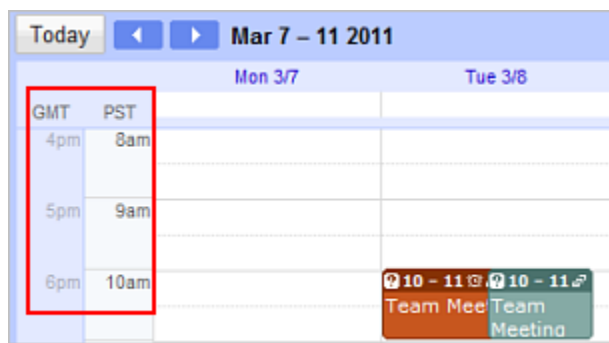 Today Mar 7 – 11 2011
Mon 3/7 Tue 3/8
GMT PST
4pm 8am
5pm 9am
6pm 10am
10 – 11 10 – 11
Team Mee Team
Meeting